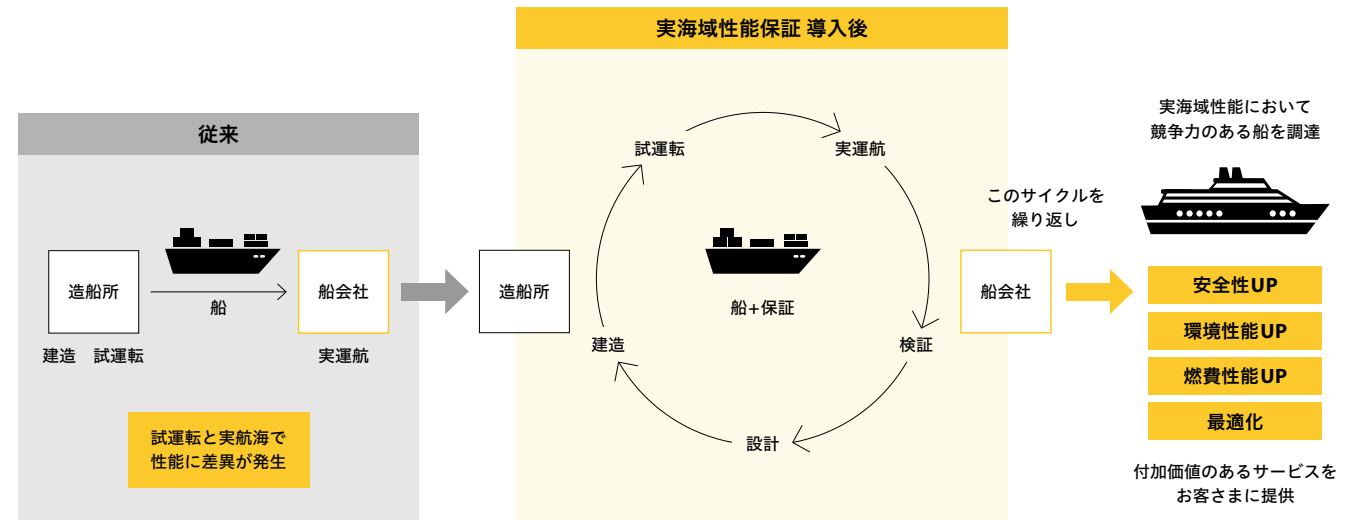 従来
造船所
船
船会社
建造 試運転
実運航
試運転と実航海で
性能に差異が発生
実海域性能保証 導入後
造船所
試運転
実運航
検証
設計
建造
船+保証
船会社
このサイクルを
繰り返し
実海域性能において
競争力のある船を調達
安全性UP
環境性能UP
燃費性能UP
最適化
付加価値のあるサービスを
お客さまに提供